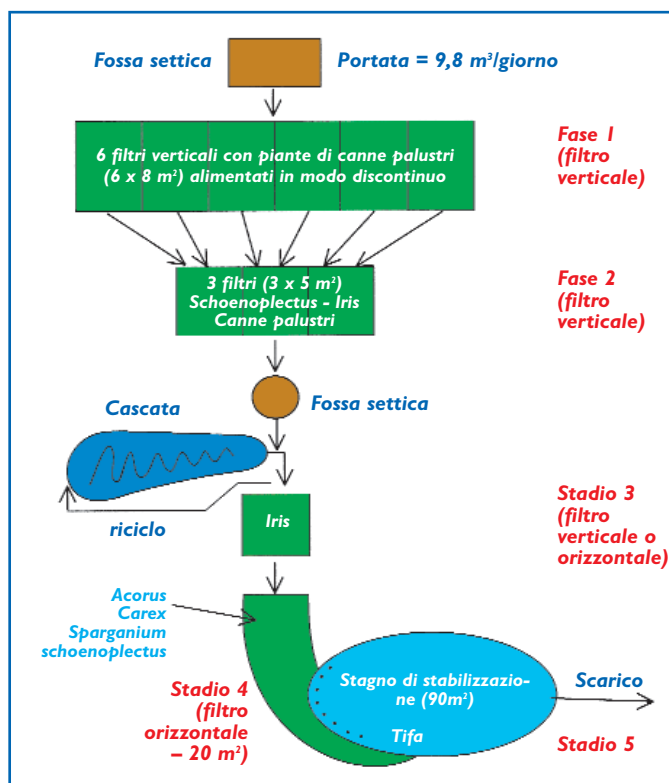 Fossa settica
Portata = 9,8 m³/giorno
6 filtri verticali con piante di canne palustri
(6 x 8 m²) alimentati in modo discontinuo
Fase 1
(filtro
verticale)
3 filtri (3 x 5 m²)
Schoenoplectus - Iris
Canne palustri
Fase 2
(filtro
verticale)
Fossa settica
Cascata
riciclo
Iris
Stadio 3
(filtro
verticale o
orizzontale)
Acorus
Carex
Sparganium
schoenoplectus
Stadio 4
(filtro
orizzontale
– 20 m²)
Stagno di stabilizzazio-
ne (90m²)
Tifa
Scarico
Stadio 5